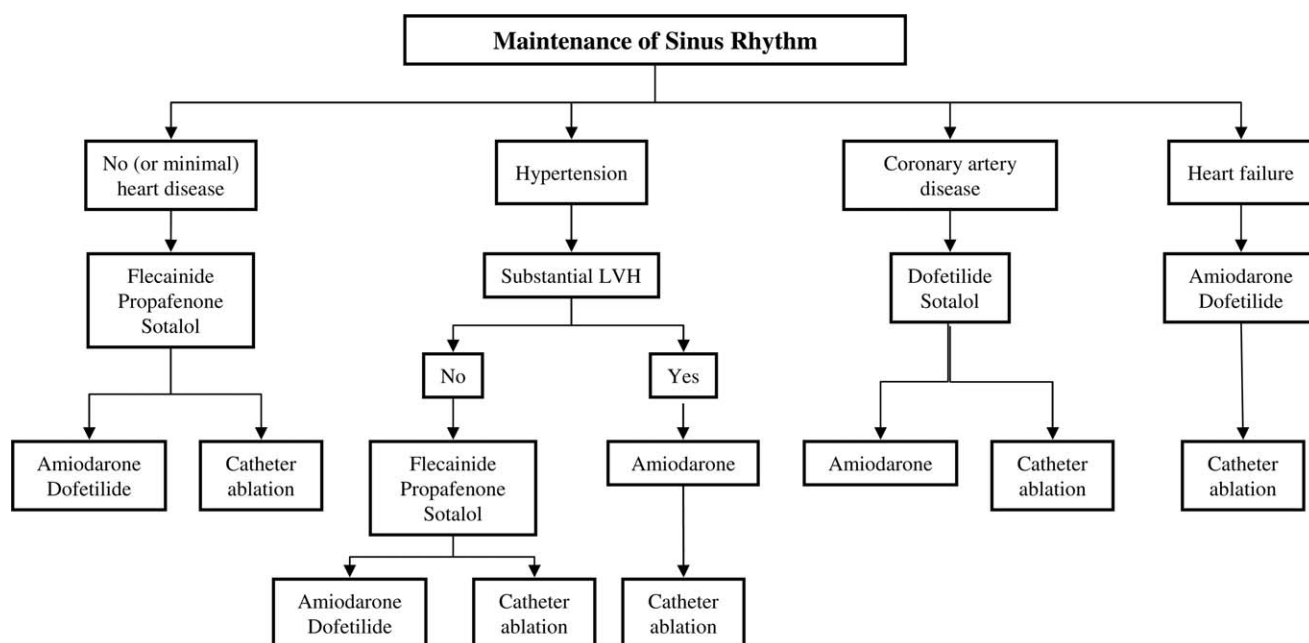 Maintenance of Sinus Rhythm
No (or minimal)
heart disease
Hypertension
Coronary artery
disease
Heart failure
Flecainide
Propafenone
Sotalol
Substantial LVH
Dofetilide
Sotalol
Amiodarone
Dofetilide
No
Yes
Amiodarone
Dofetilide
Catheter
ablation
Flecainide
Propafenone
Sotalol
Amiodarone
Amiodarone
Catheter
ablation
Catheter
ablation
Amiodarone
Dofetilide
Catheter
ablation
Catheter
ablation